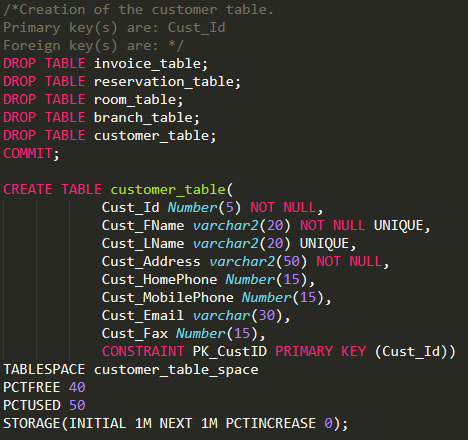 /*Creation of the customer table.
Primary key(s) are: Cust_Id
Foreign key(s) are: */
DROP TABLE invoice_table;
DROP TABLE reservation_table;
DROP TABLE room_table;
DROP TABLE branch_table;
DROP TABLE customer_table;
COMMIT;
CREATE TABLE customer_table(
Cust_Id Number(5) NOT NULL,
Cust_FName varchar2(20) NOT NULL UNIQUE,
Cust_LName varchar2(20) UNIQUE,
Cust_Address varchar2(50) NOT NULL,
Cust_HomePhone Number(15),
Cust_MobilePhone Number(15),
Cust_Email varchar(30),
Cust_Fax Number(15),
CONSTRAINT PK_CustID PRIMARY KEY (Cust_Id))
TABLESPACE customer_table_space
PCTFREE 40
PCTUSED 50
STORAGE(INITIAL 1M NEXT 1M PCTINCREASE 0);